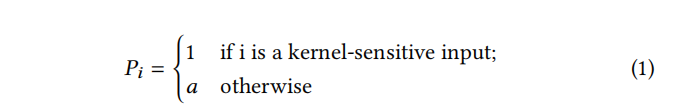 1 if i is a kernel-sensitive input;
P_i = { (1)
a otherwise